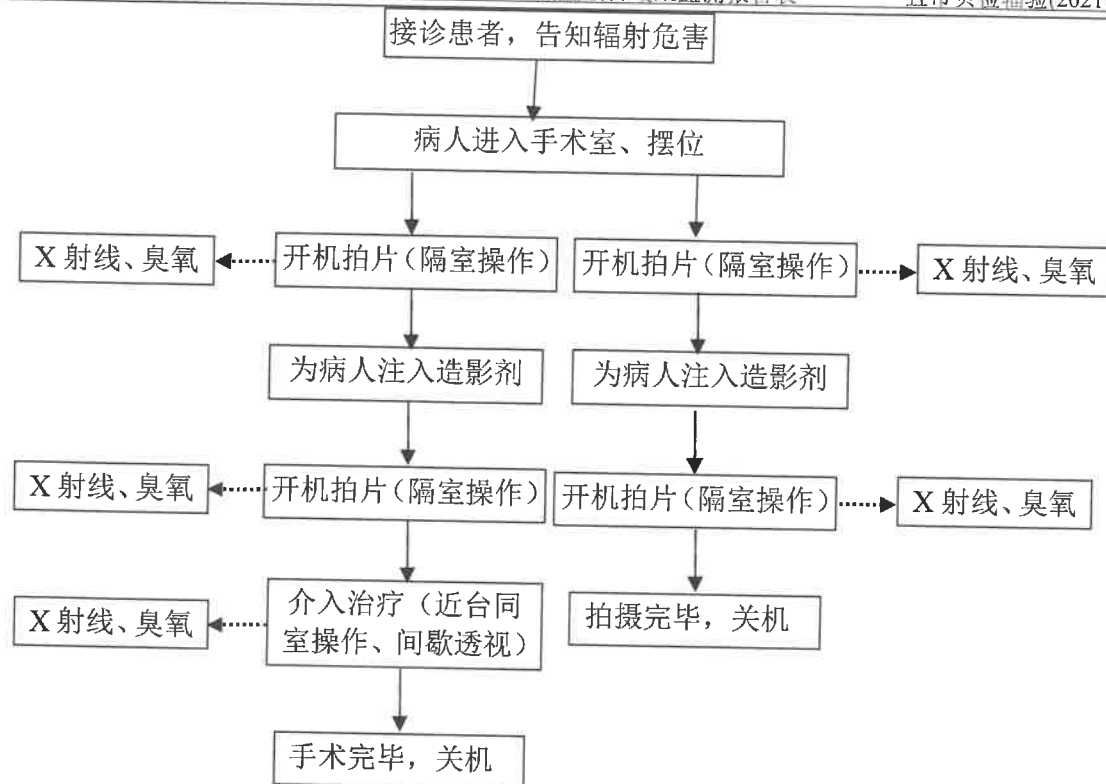 接诊患者，告知辐射危害
病人进入手术室、摆位
X 射线、臭氧
开机拍片（隔室操作）
开机拍片（隔室操作）
X 射线、臭氧
为病人注入造影剂
为病人注入造影剂
X 射线、臭氧
开机拍片（隔室操作）
开机拍片（隔室操作）
X 射线、臭氧
X 射线、臭氧
介入治疗（近台同
室操作、间歇透视）
拍摄完毕，关机
手术完毕，关机